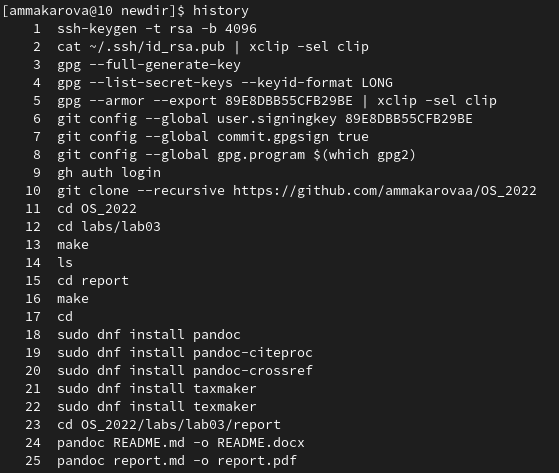 [ammakarova@10 newdir]$ history
1 ssh-keygen -t rsa -b 4096
2 cat ~/.ssh/id_rsa.pub | xclip -sel clip
3 gpg --full-generate-key
4 gpg --list-secret-keys --keyid-format LONG
5 gpg --armor --export 89E8DBB55CFB29BE | xclip -sel clip
6 git config --global user.signingkey 89E8DBB55CFB29BE
7 git config --global commit.gpgsign true
8 git config --global gpg.program $(which gpg2)
9 gh auth login
10 git clone --recursive https://github.com/ammakarovaa/OS_2022
11 cd OS_2022
12 cd labs/lab03
13 make
14 ls
15 cd report
16 make
17 cd
18 sudo dnf install pandoc
19 sudo dnf install pandoc-citeproc
20 sudo dnf install pandoc-crossref
21 sudo dnf install taxmaker
22 sudo dnf install texmaker
23 cd OS_2022/labs/lab03/report
24 pandoc README.md -o README.docx
25 pandoc report.md -o report.pdf